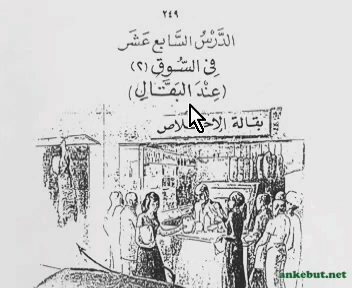 ٢٤٩
الدَّرْسُ السَّابِعَ عَشَرَ
فِي السُّوقِ (٢)
(عِنْدَ البَقَّالِ)
بقالة الإخلاص
ankebut.net